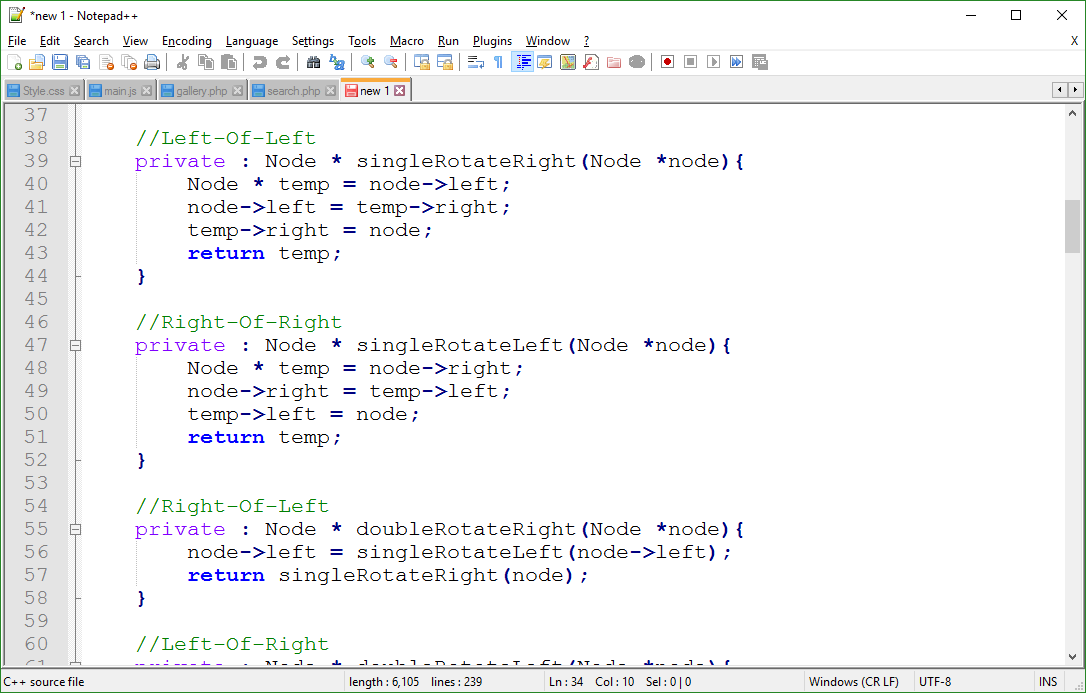 *new 1 - Notepad++
File Edit Search View Encoding Language Settings Tools Macro Run Plugins Window ? X
Style.css main.js gallery.php search.php new 1
37
38 //Left-Of-Left
39 private : Node * singleRotateRight(Node *node){
40 Node * temp = node->left;
41 node->left = temp->right;
42 temp->right = node;
43 return temp;
44 }
45
46 //Right-Of-Right
47 private : Node * singleRotateLeft(Node *node){
48 Node * temp = node->right;
49 node->right = temp->left;
50 temp->left = node;
51 return temp;
52 }
53
54 //Right-Of-Left
55 private : Node * doubleRotateRight(Node *node){
56 node->left = singleRotateLeft(node->left);
57 return singleRotateRight(node);
58 }
59
60 //Left-Of-Right
61 private : Node * doubleRotateLeft(Node *node){
C++ source file length : 6,105 lines : 239 Ln : 34 Col : 10 Sel : 0 | 0 Windows (CR LF) UTF-8 INS